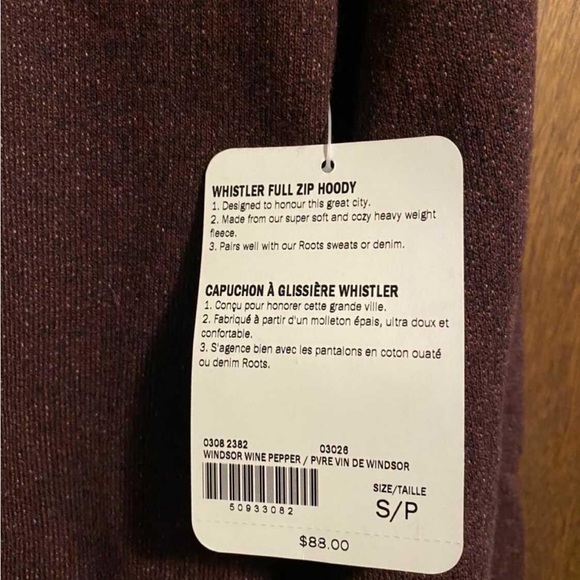 WHISTLER FULL ZIP HOODY
1. Designed to honour this great city.
2. Made from our super soft and cozy heavy weight
fleece.
3. Pairs well with our Roots sweats or denim.
CAPUCHON À GLISSIÈRE WHISTLER
1. Conçu pour honorer cette grande ville.
2. Fabriqué à partir d'un molleton épais, ultra doux et
confortable.
3. S'agence bien avec les pantalons en coton ouaté
ou denim Roots.
0308 2382 03026
WINDSOR WINE PEPPER / PVRE VIN DE WINDSOR
50933082
SIZE/TAILLE
S/P
$88.00